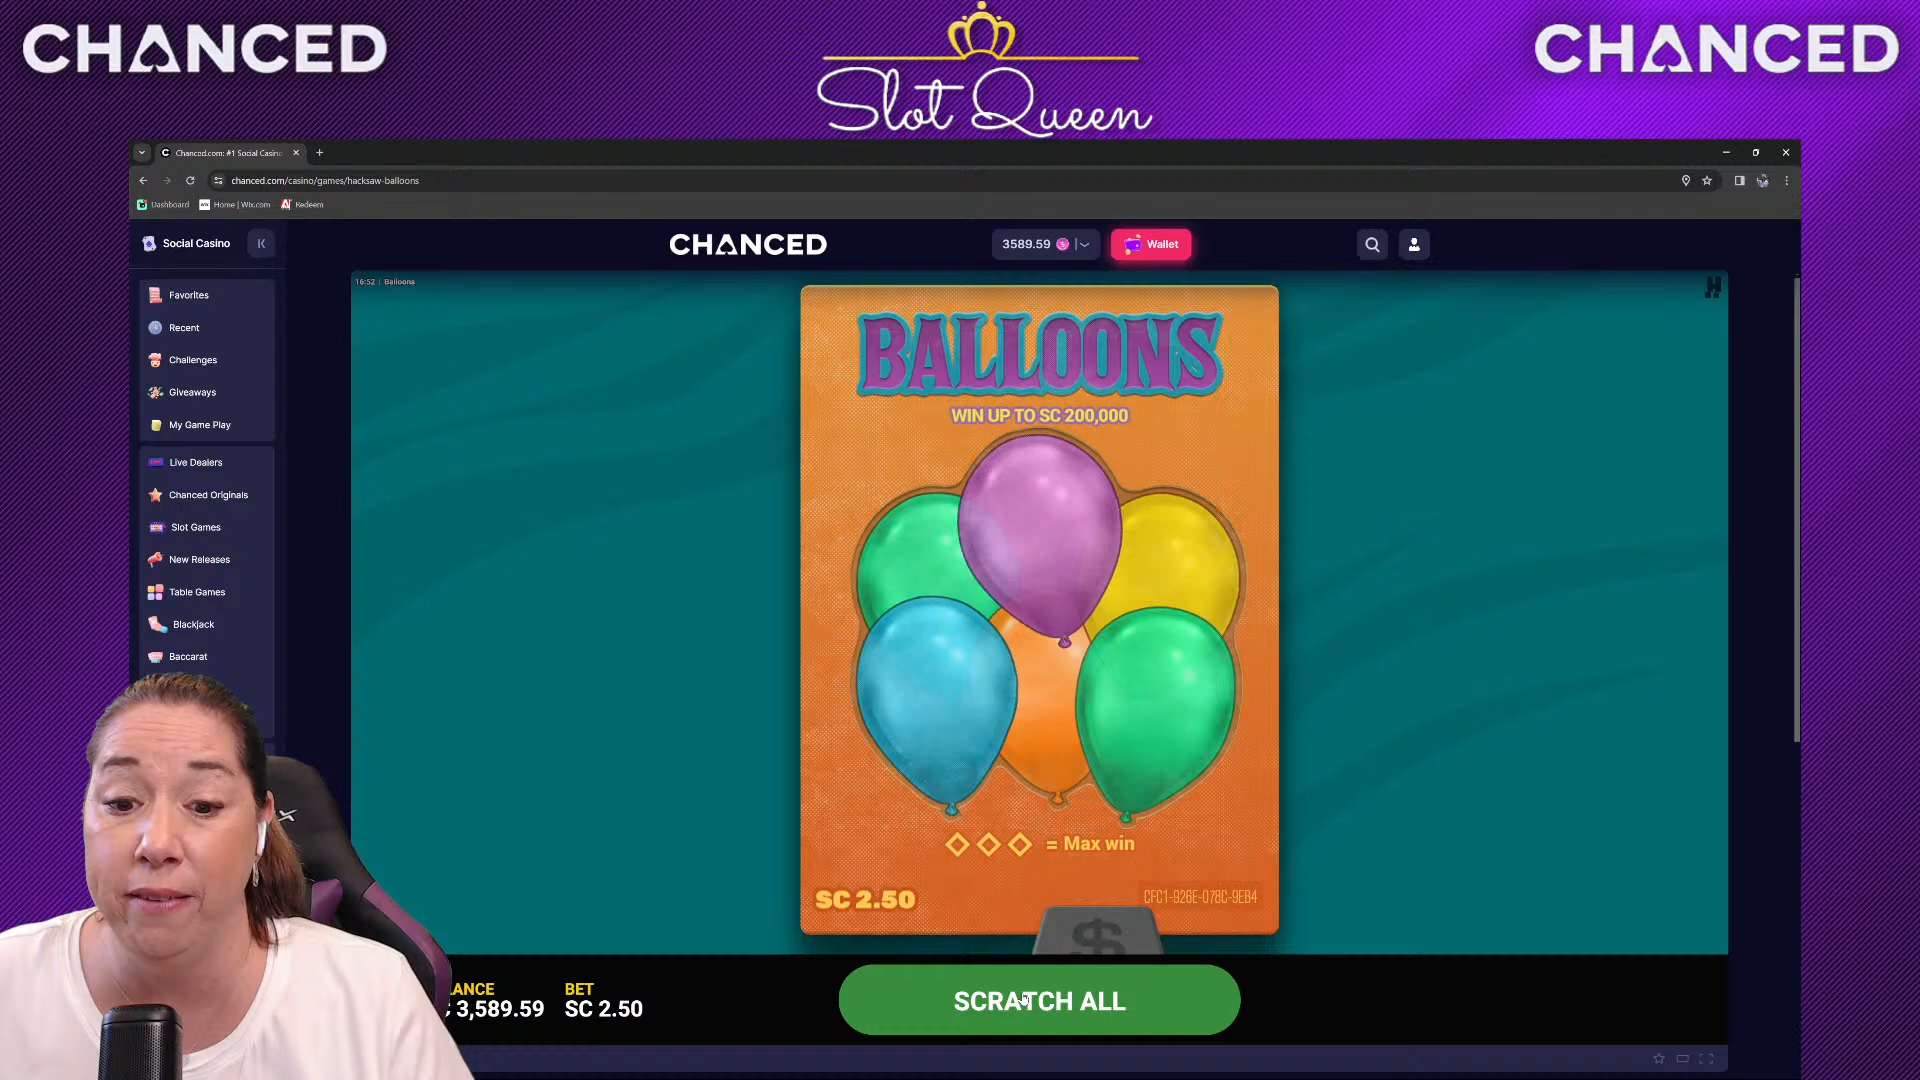 CHANCED
Slot Queen
CHANCED
Chanced.com: #1 Social Casino
chanced.com/casino/games/hacksaw-balloons
Dashboard
Home | Wix.com
Redeem
Social Casino
CHANCED
3589.59
Wallet
Favorites
Recent
Challenges
Giveaways
My Game Play
Live Dealers
Chanced Originals
Slot Games
New Releases
Table Games
Blackjack
Baccarat
16:52 | Balloons
BALLOONS
WIN UP TO SC 200,000
= Max win
SC 2.50
CFC1-926E-078C-9EB4
$
LANCE
BET
3,589.59
SC 2.50
SCRATCH ALL